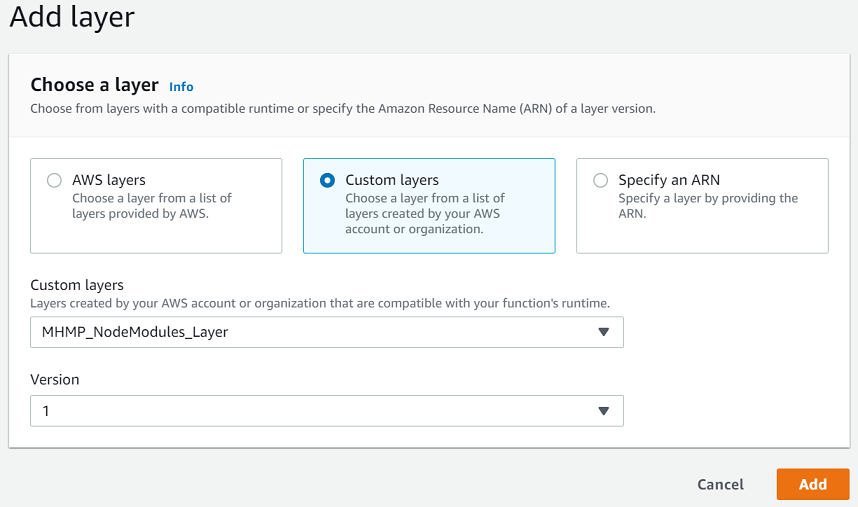 Add layer
Choose a layer Info
Choose from layers with a compatible runtime or specify the Amazon Resource Name (ARN) of a layer version.
AWS layers
Choose a layer from a list of
layers provided by AWS.
Custom layers
Choose a layer from a list of
layers created by your AWS
account or organization.
Specify an ARN
Specify a layer by providing the
ARN.
Custom layers
Layers created by your AWS account or organization that are compatible with your function's runtime.
MHMP_NodeModules_Layer
Version
1
Cancel Add